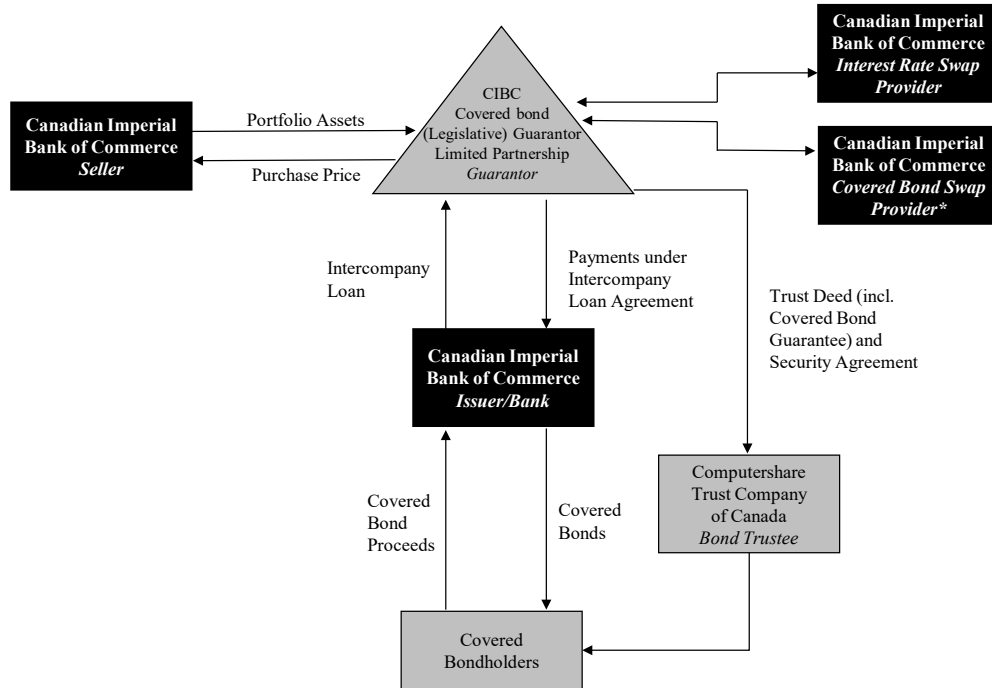 Canadian Imperial
Bank of Commerce
Seller
Portfolio Assets
Purchase Price
CIBC
Covered bond
(Legislative) Guarantor
Limited Partnership
Guarantor
Canadian Imperial
Bank of Commerce
Interest Rate Swap
Provider
Canadian Imperial
Bank of Commerce
Covered Bond Swap
Provider*
Intercompany
Loan
Payments under
Intercompany
Loan Agreement
Trust Deed (incl.
Covered Bond
Guarantee) and
Security Agreement
Canadian Imperial
Bank of Commerce
Issuer/Bank
Covered
Bond
Proceeds
Covered
Bonds
Computershare
Trust Company
of Canada
Bond Trustee
Covered
Bondholders